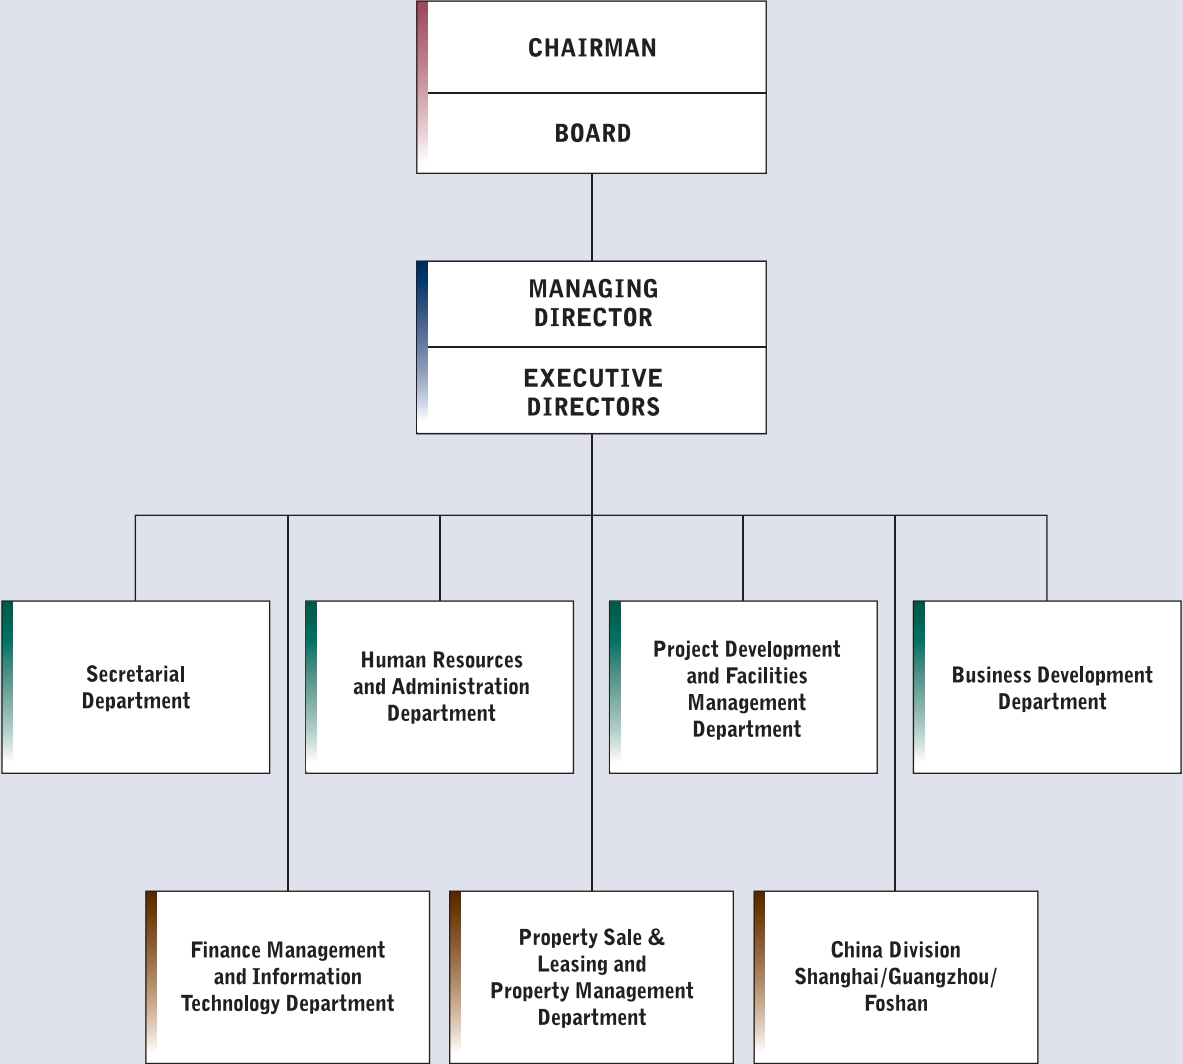 CHAIRMAN
BOARD
MANAGING
DIRECTOR
EXECUTIVE
DIRECTORS
Secretarial
Department
Human Resources
and Administration
Department
Project Development
and Facilities
Management
Department
Business Development
Department
Finance Management
and Information
Technology Department
Property Sale &
Leasing and
Property Management
Department
China Division
Shanghai/Guangzhou/
Foshan